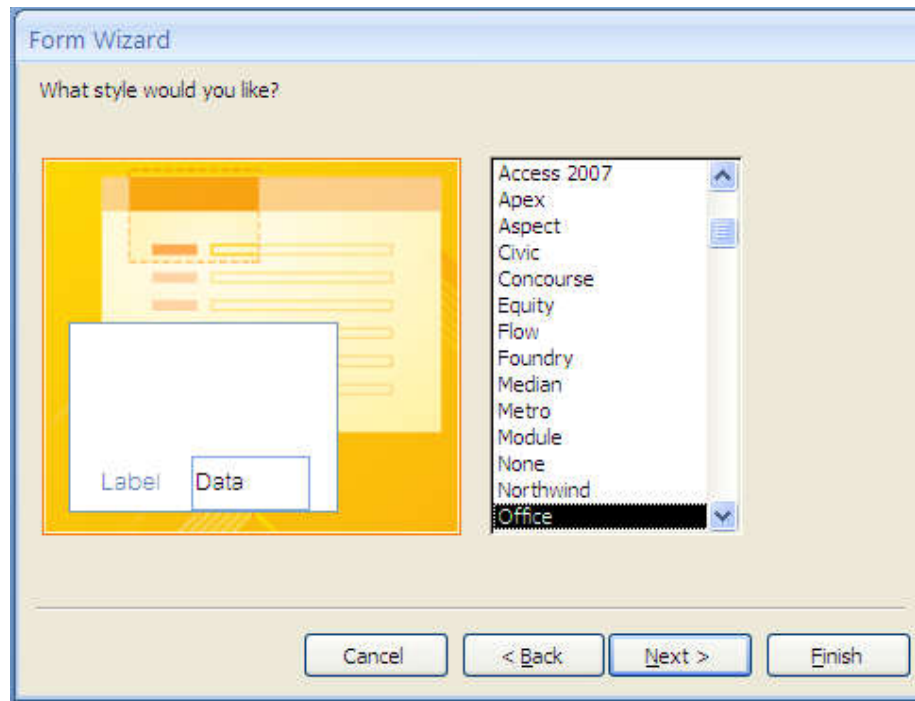 Form Wizard
What style would you like?
Label Data
Access 2007
Apex
Aspect
Civic
Concourse
Equity
Flow
Foundry
Median
Metro
Module
None
Northwind
Office
Cancel
< Back
Next >
Finish